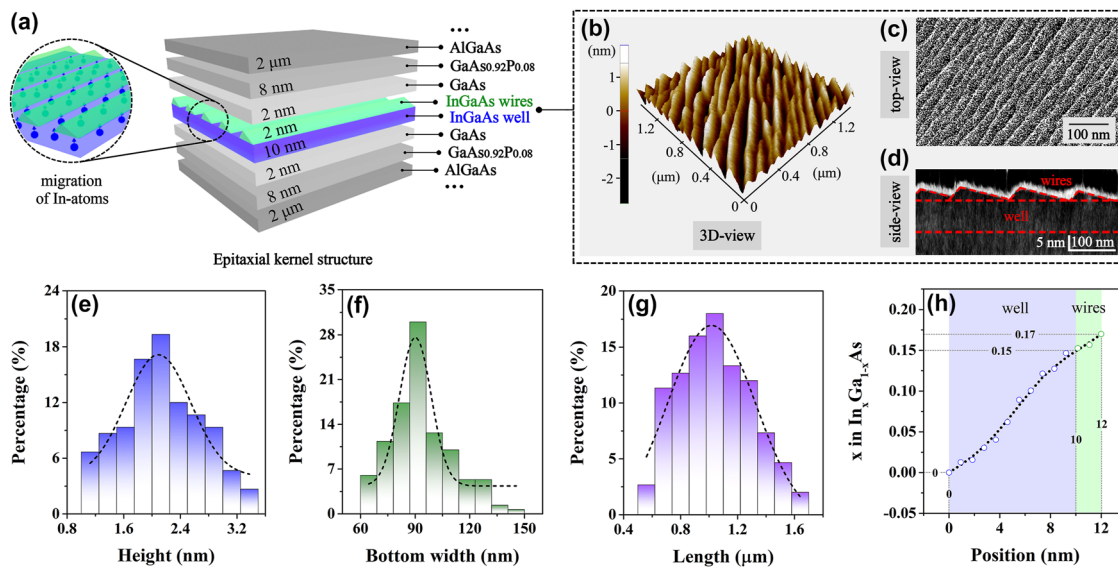 (a)
...
AlGaAs
GaAs0.92P0.08
GaAs
InGaAs wires
InGaAs well
GaAs
GaAs0.92P0.08
AlGaAs
...
2 μm
8 nm
2 nm
2 nm
10 nm
2 nm
8 nm
2 μm
migration
of In-atoms
Epitaxial kernel structure
(b)
(nm)
1
0
-1
-2
1.2
0.8
(μm)
0.4
0
0
0.4
(μm)
0.8
1.2
3D-view
(c)
top-view
100 nm
(d)
side-view
wires
well
5 nm
100 nm
(e)
Percentage (%)
24
18
12
6
0
0.8
1.6
2.4
3.2
Height (nm)
(f)
Percentage (%)
35
28
21
14
7
0
60
90
120
150
Bottom width (nm)
(g)
Percentage (%)
20
15
10
5
0
0.4
0.8
1.2
1.6
Length (μm)
(h)
x in InxGa1-xAs
0.20
0.15
0.10
0.05
0.00
-0.05
well
wires
0.17
0.15
10
12
0
0
0
2
4
6
8
10
12
Position (nm)